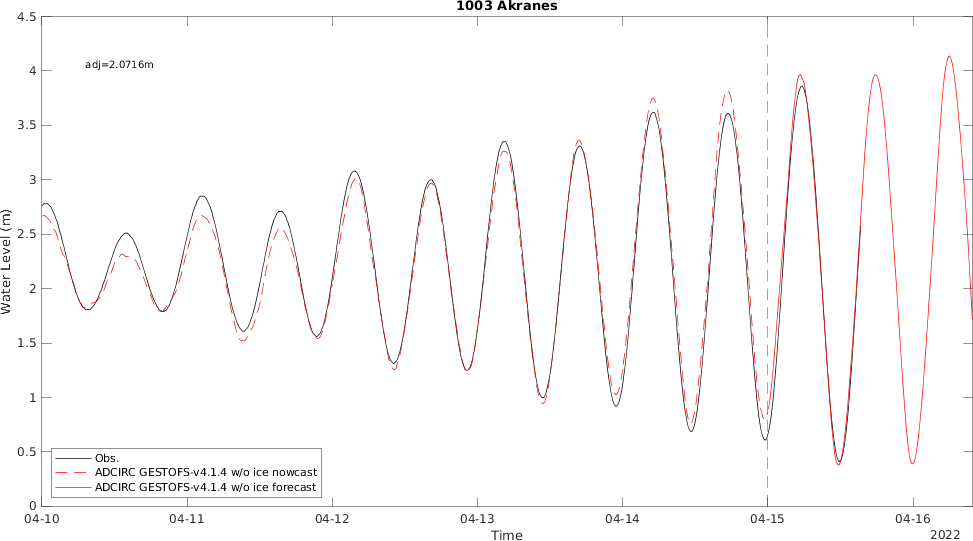 1003 Akranes
adj=2.0716m
4.5
4
3.5
3
2.5
2
1.5
1
0.5
0
Water Level (m)
Obs.
ADCIRC GESTOFS-v4.1.4 w/o ice nowcast
ADCIRC GESTOFS-v4.1.4 w/o ice forecast
04-10 04-11 04-12 04-13 04-14 04-15 04-16
Time
2022